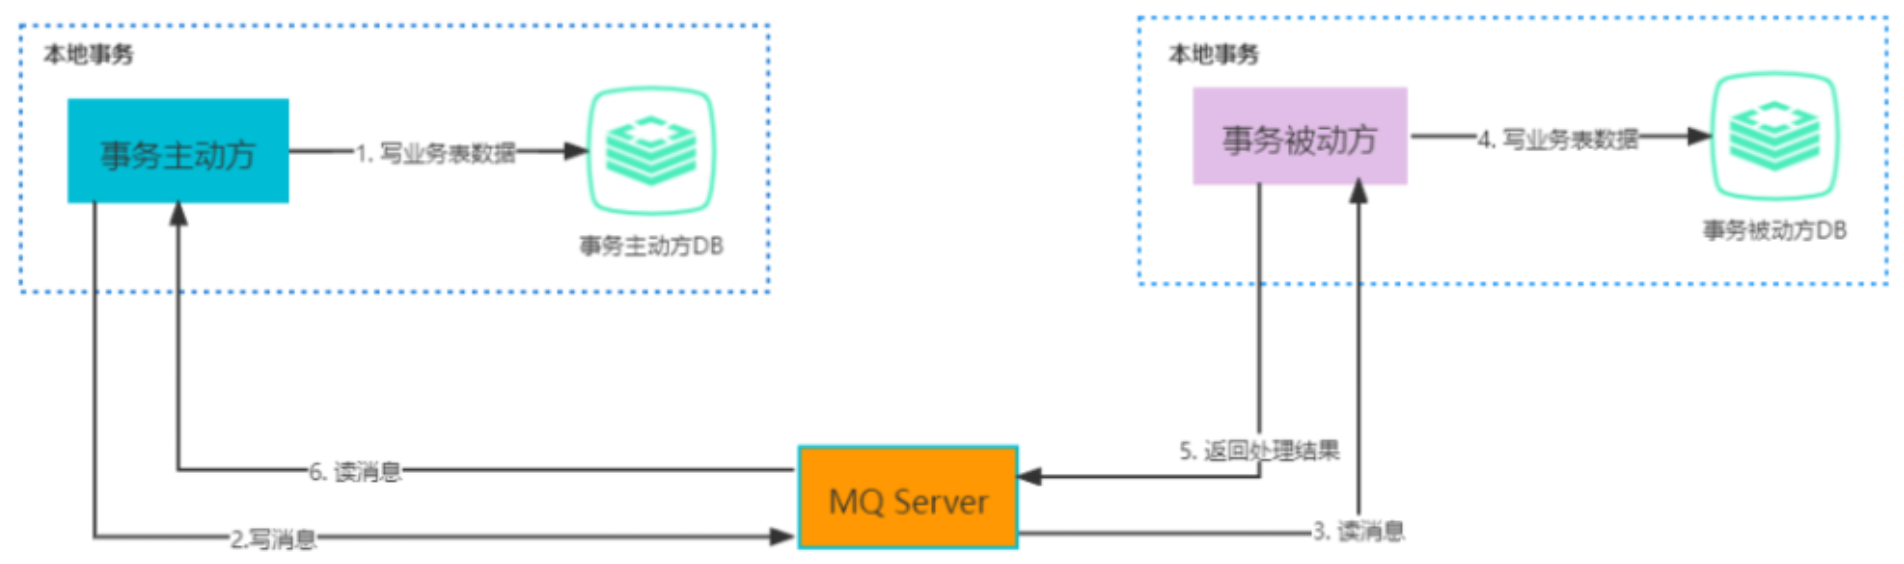 本地事务
事务主动方
1. 写业务表数据
事务主动方DB
本地事务
事务被动方
4. 写业务表数据
事务被动方DB
5. 返回处理结果
6. 读消息
MQ Server
2.写消息
3. 读消息